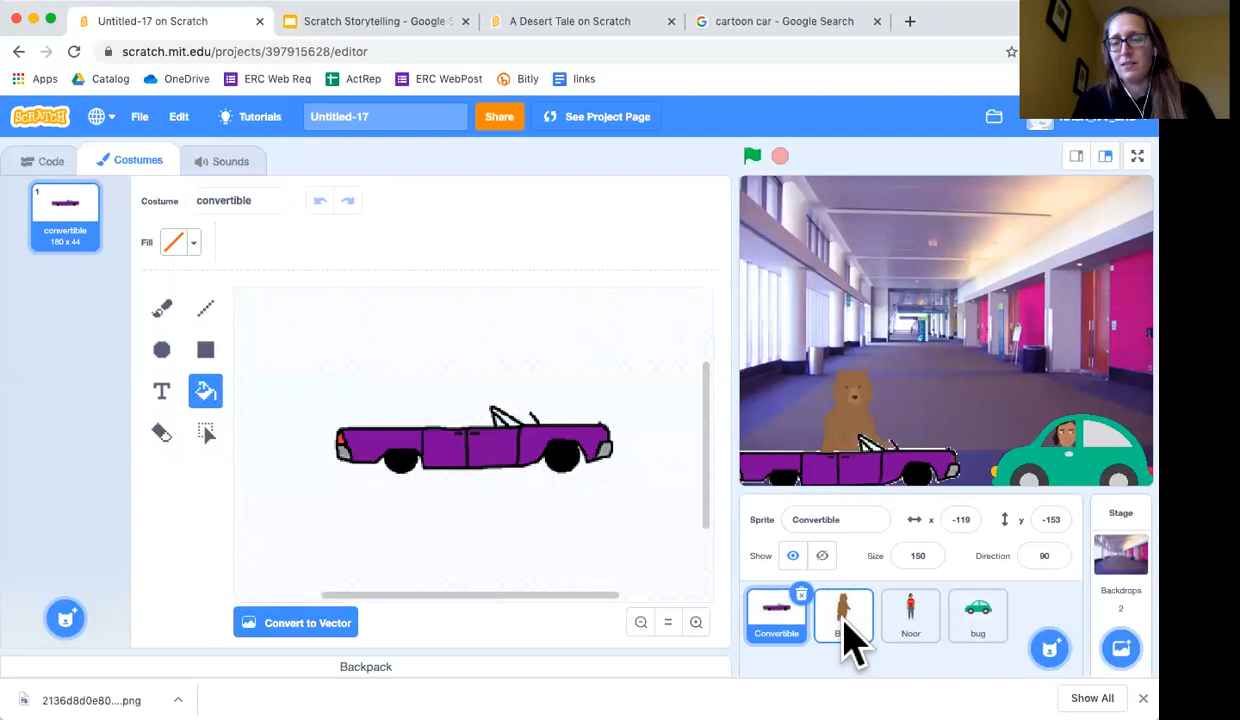 Untitled-17 on Scratch
Scratch Storytelling - Google S
A Desert Tale on Scratch
cartoon car - Google Search
scratch.mit.edu/projects/397915628/editor
Apps
Catalog
OneDrive
ERC Web Req
ActRep
ERC WebPost
Bitly
links
SCRATCH
File
Edit
Tutorials
Untitled-17
Share
See Project Page
Code
Costumes
Sounds
1
convertible
180 x 44
Costume
convertible
Fill
T
Convert to Vector
Sprite
Convertible
x
-119
y
-153
Show
Size
150
Direction
90
Convertible
Noor
bug
Stage
Backdrops
2
Backpack
2136d8d0e80....png
Show All